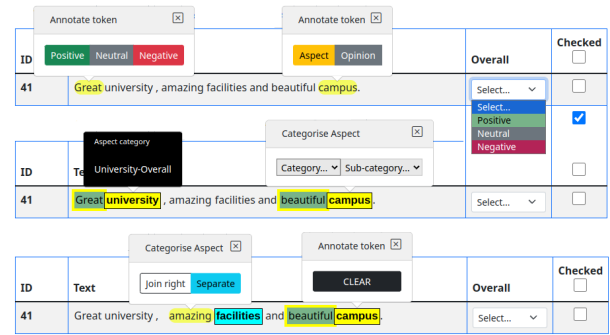 Annotate token
Annotate token
Positive Neutral Negative
Aspect Opinion
Checked
ID
Overall
41 Great university , amazing facilities and beautiful campus.
Select...
Select...
Positive
Neutral
Negative
Aspect category
University-Overall
Categorise Aspect
Category... Sub-category...
ID
41 Great university , amazing facilities and beautiful campus.
Select...
Categorise Aspect
Annotate token
Join right Separate
CLEAR
Checked
ID Text Overall
41 Great university , amazing facilities and beautiful campus.
Select...